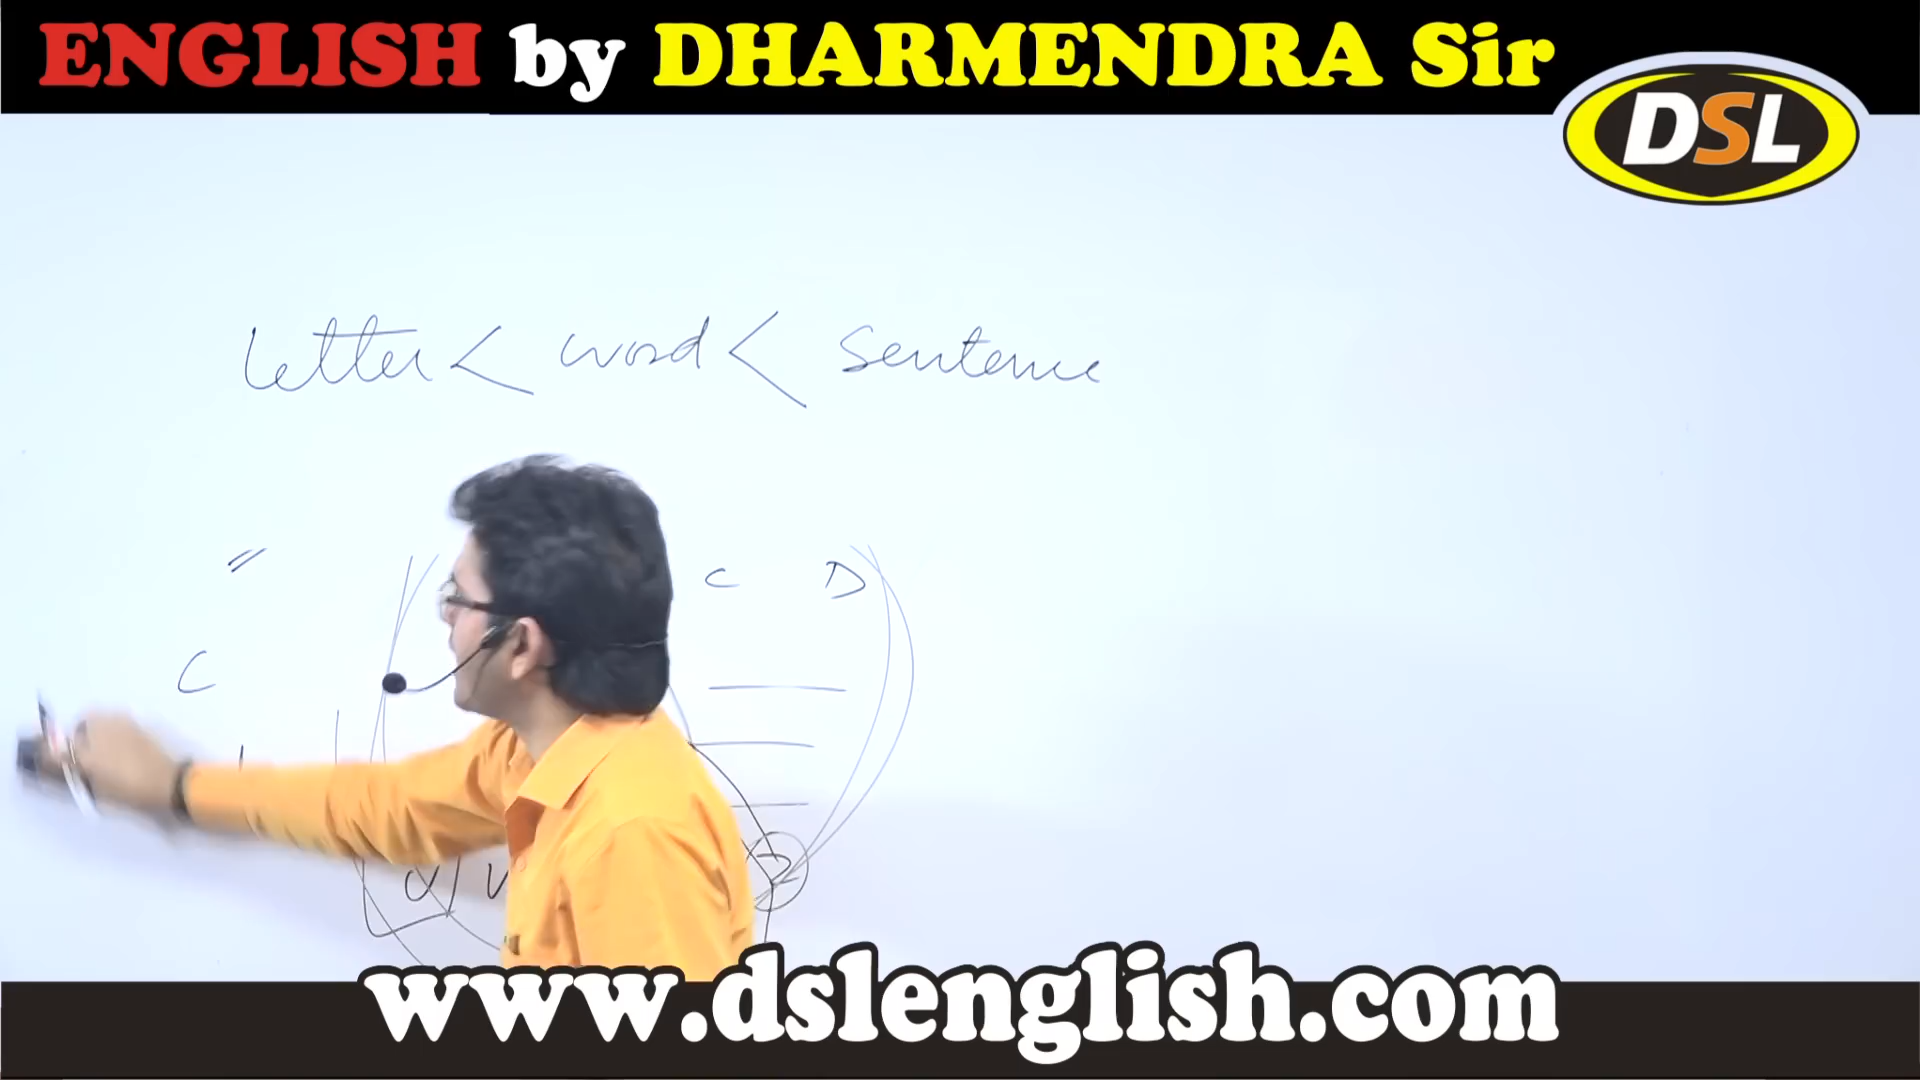 ENGLISH by DHARMENDRA Sir
DSL
letter < word < sentence
C D
C
Z
www.dslenglish.com